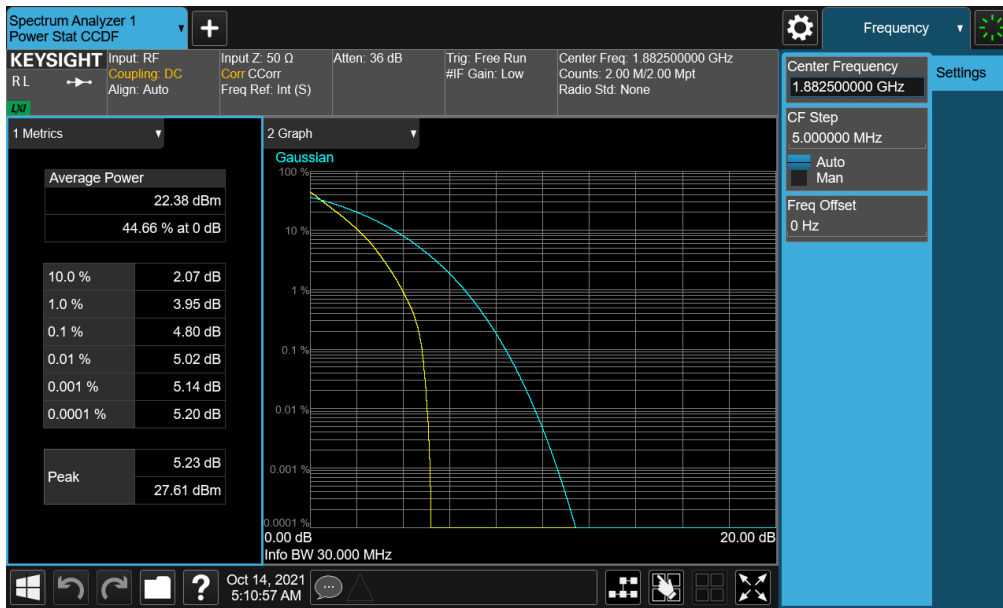 Spectrum Analyzer 1
Power Stat CCDF
Frequency
KEYSIGHT
R L
LXI
Input: RF
Coupling: DC
Align: Auto
Input Z: 50 Ω
Corr CCorr
Freq Ref: Int (S)
Atten: 36 dB
Trig: Free Run
#IF Gain: Low
Center Freq: 1.882500000 GHz
Counts: 2.00 M/2.00 Mpt
Radio Std: None
Center Frequency
1.882500000 GHz
Settings
CF Step
5.000000 MHz
Auto
Man
Freq Offset
0 Hz
1 Metrics
Average Power
22.38 dBm
44.66 % at 0 dB
10.0 % 2.07 dB
1.0 % 3.95 dB
0.1 % 4.80 dB
0.01 % 5.02 dB
0.001 % 5.14 dB
0.0001 % 5.20 dB
Peak
5.23 dB
27.61 dBm
2 Graph
Gaussian
100 %
10 %
1 %
0.1 %
0.01 %
0.001 %
0.0001 %
0.00 dB 20.00 dB
Info BW 30.000 MHz
?
Oct 14, 2021
5:10:57 AM